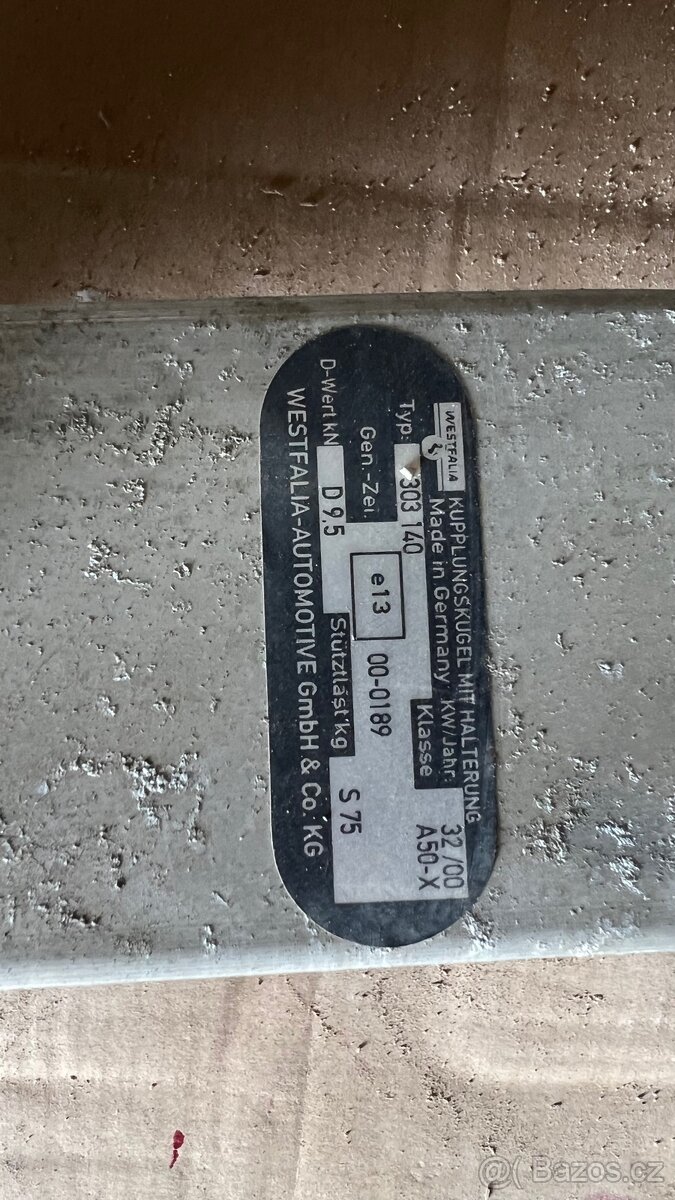 WESTFALIA
KUPPLUNGSKUGEL MIT HALTERUNG
Made in Germany KW/Jahr. 32/00
Typ. 303 140 Klasse A50-X
Gen.-Zei. e13 00-0189
D-Wert kN D 9,5 Stützlast kg S 75
WESTFALIA-AUTOMOTIVE GmbH & Co. KG
Bazos.cz